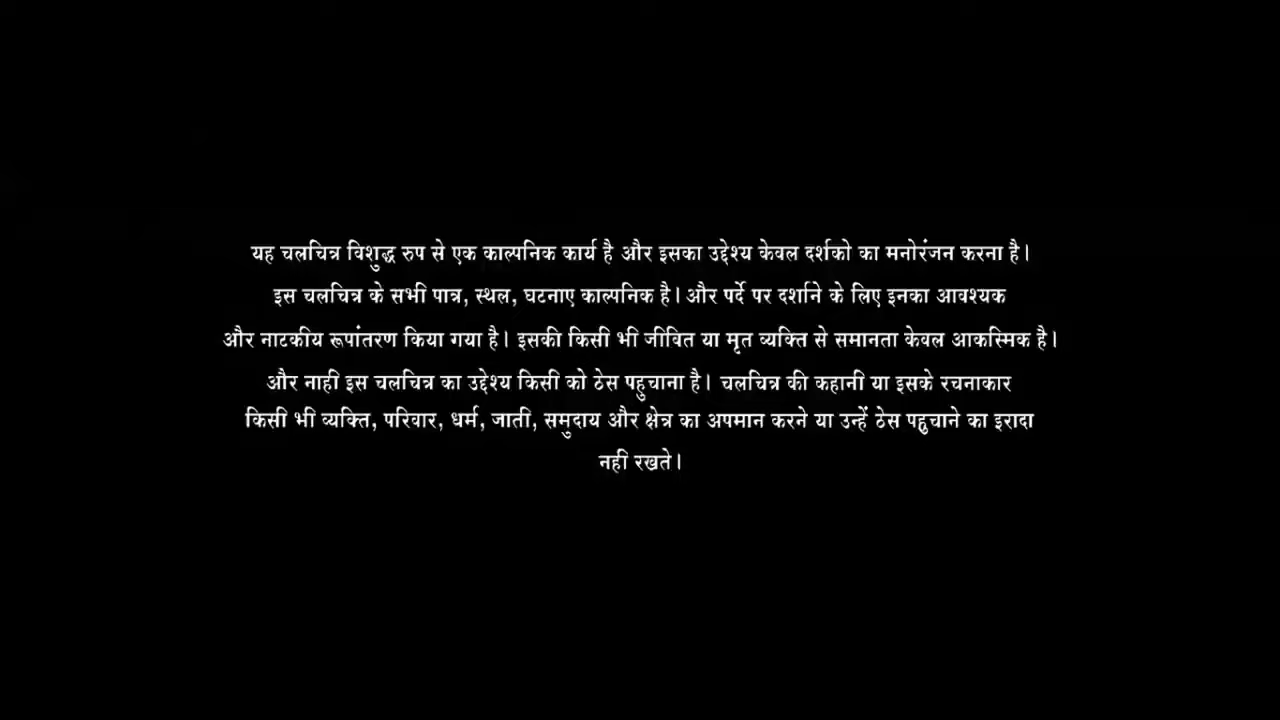 यह चलचित्र विशुद्ध रुप से एक काल्पनिक कार्य है और इसका उद्देश्य केवल दर्शको का मनोरंजन करना है।
इस चलचित्र के सभी पात्र, स्थल, घटनाए काल्पनिक है। और पर्दे पर दर्शाने के लिए इनका आवश्यक
और नाटकीय रूपांतरण किया गया है। इसकी किसी भी जीवित या मृत व्यक्ति से समानता केवल आकस्मिक है।
और नाही इस चलचित्र का उद्देश्य किसी को ठेस पहुचाना है। चलचित्र की कहानी या इसके रचनाकार
किसी भी व्यक्ति, परिवार, धर्म, जाती, समुदाय और क्षेत्र का अपमान करने या उन्हें ठेस पहुचाने का इरादा
नही रखते।